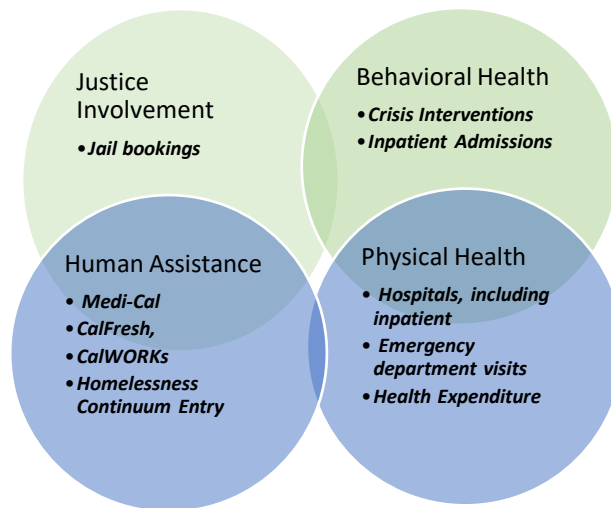 Justice
Involvement
•Jail bookings
Behavioral Health
•Crisis Interventions
•Inpatient Admissions
Human Assistance
• Medi-Cal
•CalFresh,
•CalWORKs
•Homelessness
Continuum Entry
Physical Health
• Hospitals, including
inpatient
• Emergency
department visits
•Health Expenditure